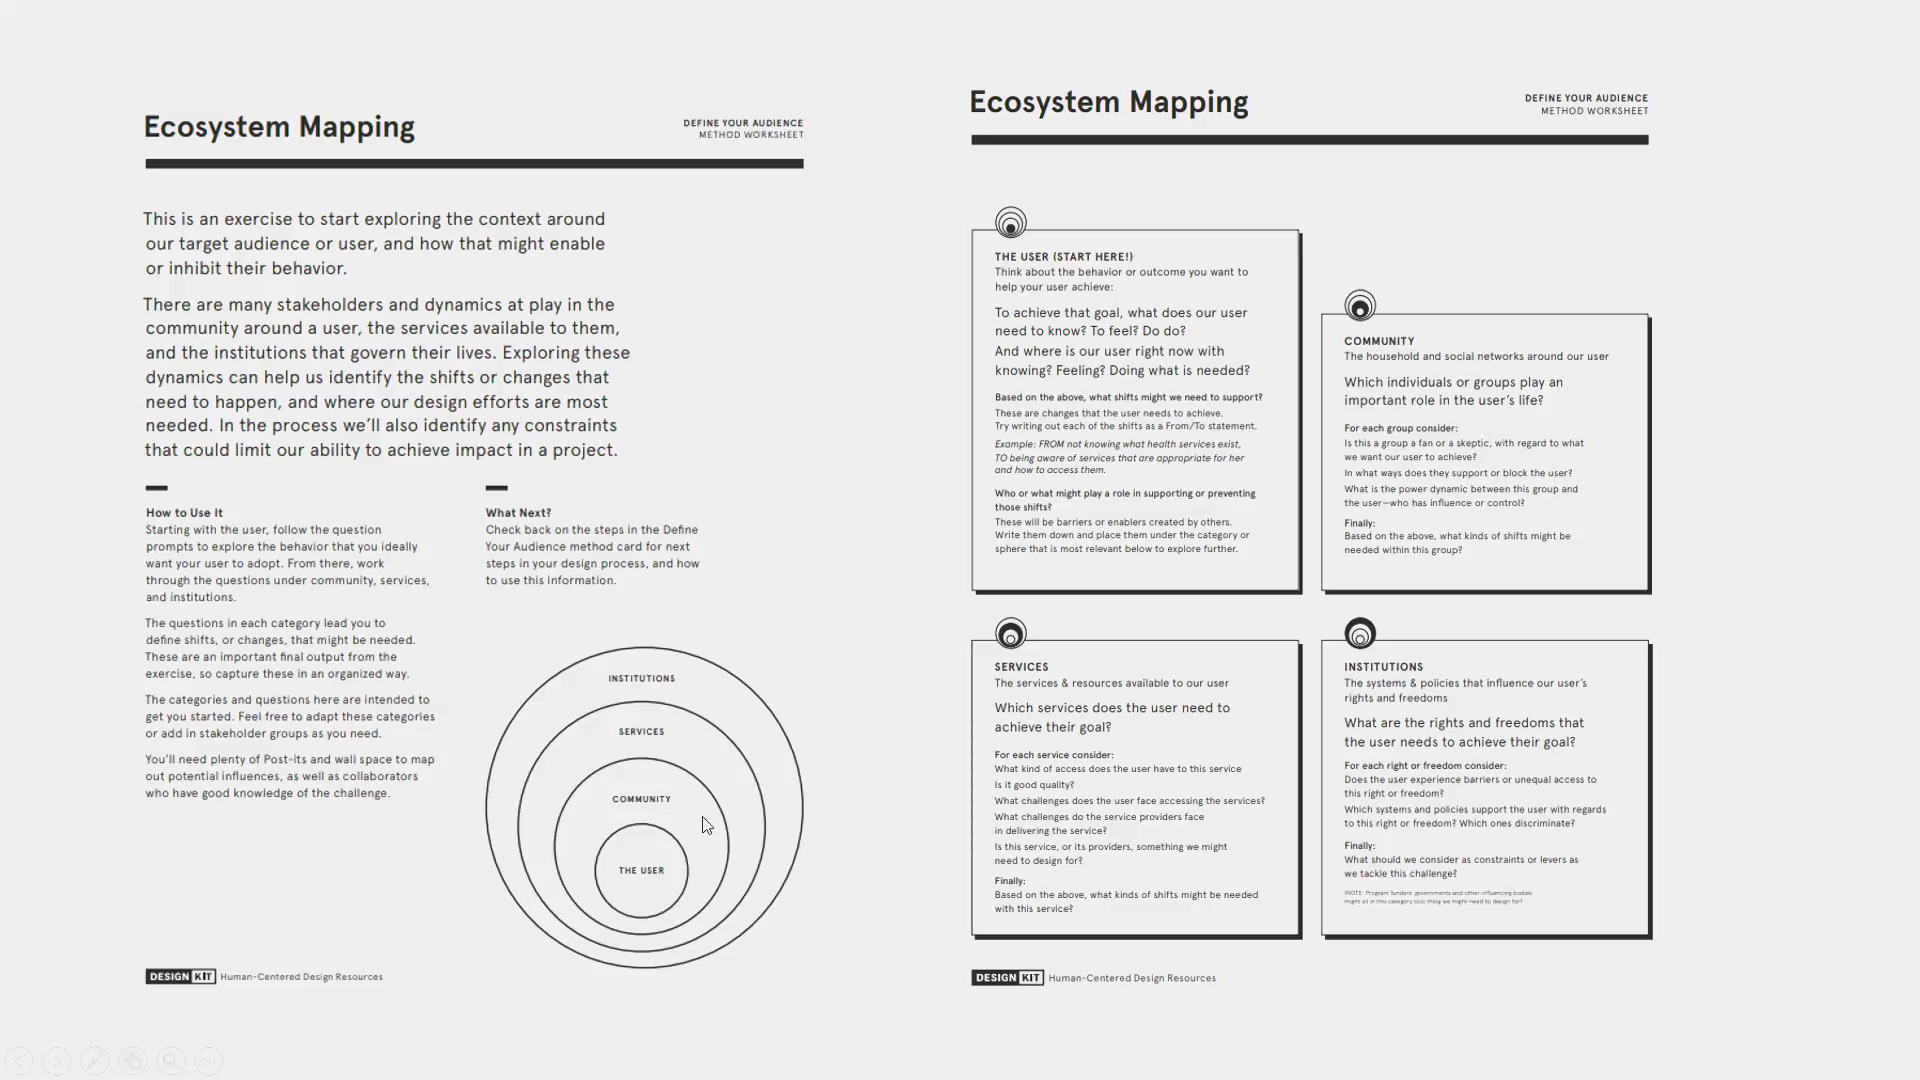 Ecosystem Mapping
DEFINE YOUR AUDIENCE
METHOD WORKSHEET
This is an exercise to start exploring the context around
our target audience or user, and how that might enable
or inhibit their behavior.
There are many stakeholders and dynamics at play in the
community around a user, the services available to them,
and the institutions that govern their lives. Exploring these
dynamics can help us identify the shifts or changes that
need to happen, and where our design efforts are most
needed. In the process we’ll also identify any constraints
that could limit our ability to achieve impact in a project.
How to Use It
Starting with the user, follow the question
prompts to explore the behavior that you ideally
want your user to adopt. From there, work
through the questions under community, services,
and institutions.
The questions in each category lead you to
define shifts, or changes, that might be needed.
These are an important final output from the
exercise, so capture these in an organized way.
The categories and questions here are intended to
get you started. Feel free to adapt these categories
or add in stakeholder groups as you need.
You’ll need plenty of Post-its and wall space to map
out potential influences, as well as collaborators
who have good knowledge of the challenge.
What Next?
Check back on the steps in the Define
Your Audience method card for next
steps in your design process, and how
to use this information.
INSTITUTIONS
SERVICES
COMMUNITY
THE USER
DESIGN KIT Human-Centered Design Resources
Ecosystem Mapping
DEFINE YOUR AUDIENCE
METHOD WORKSHEET
THE USER (START HERE!)
Think about the behavior or outcome you want to
help your user achieve:
To achieve that goal, what does our user
need to know? To feel? Do do?
And where is our user right now with
knowing? Feeling? Doing what is needed?
Based on the above, what shifts might we need to support?
These are changes that the user needs to achieve.
Try writing out each of the shifts as a From/To statement.
Example: FROM not knowing what health services exist,
TO being aware of services that are appropriate for her
and how to access them.
Who or what might play a role in supporting or preventing
those shifts?
These will be barriers or enablers created by others.
Write them down and place them under the category or
sphere that is most relevant below to explore further.
COMMUNITY
The household and social networks around our user
Which individuals or groups play an
important role in the user’s life?
For each group consider:
Is this a group a fan or a skeptic, with regard to what
we want our user to achieve?
In what ways does they support or block the user?
What is the power dynamic between this group and
the user—who has influence or control?
Finally:
Based on the above, what kinds of shifts might be
needed within this group?
SERVICES
The services & resources available to our user
Which services does the user need to
achieve their goal?
For each service consider:
What kind of access does the user have to this service
Is it good quality?
What challenges does the user face accessing the services?
What challenges do the service providers face
in delivering the service?
Is this service, or its providers, something we might
need to design for?
Finally:
Based on the above, what kinds of shifts might be needed
with this service?
INSTITUTIONS
The systems & policies that influence our user’s
rights and freedoms
What are the rights and freedoms that
the user needs to achieve their goal?
For each right or freedom consider:
Does the user experience barriers or unequal access to
this right or freedom?
Which systems and policies support the user with regards
to this right or freedom? Which ones discriminate?
Finally:
What should we consider as constraints or levers as
we tackle this challenge?
(NOTE: Program funders, governments and other influencing bodies
might sit in this category too; thing we might need to design for?
DESIGN KIT Human-Centered Design Resources